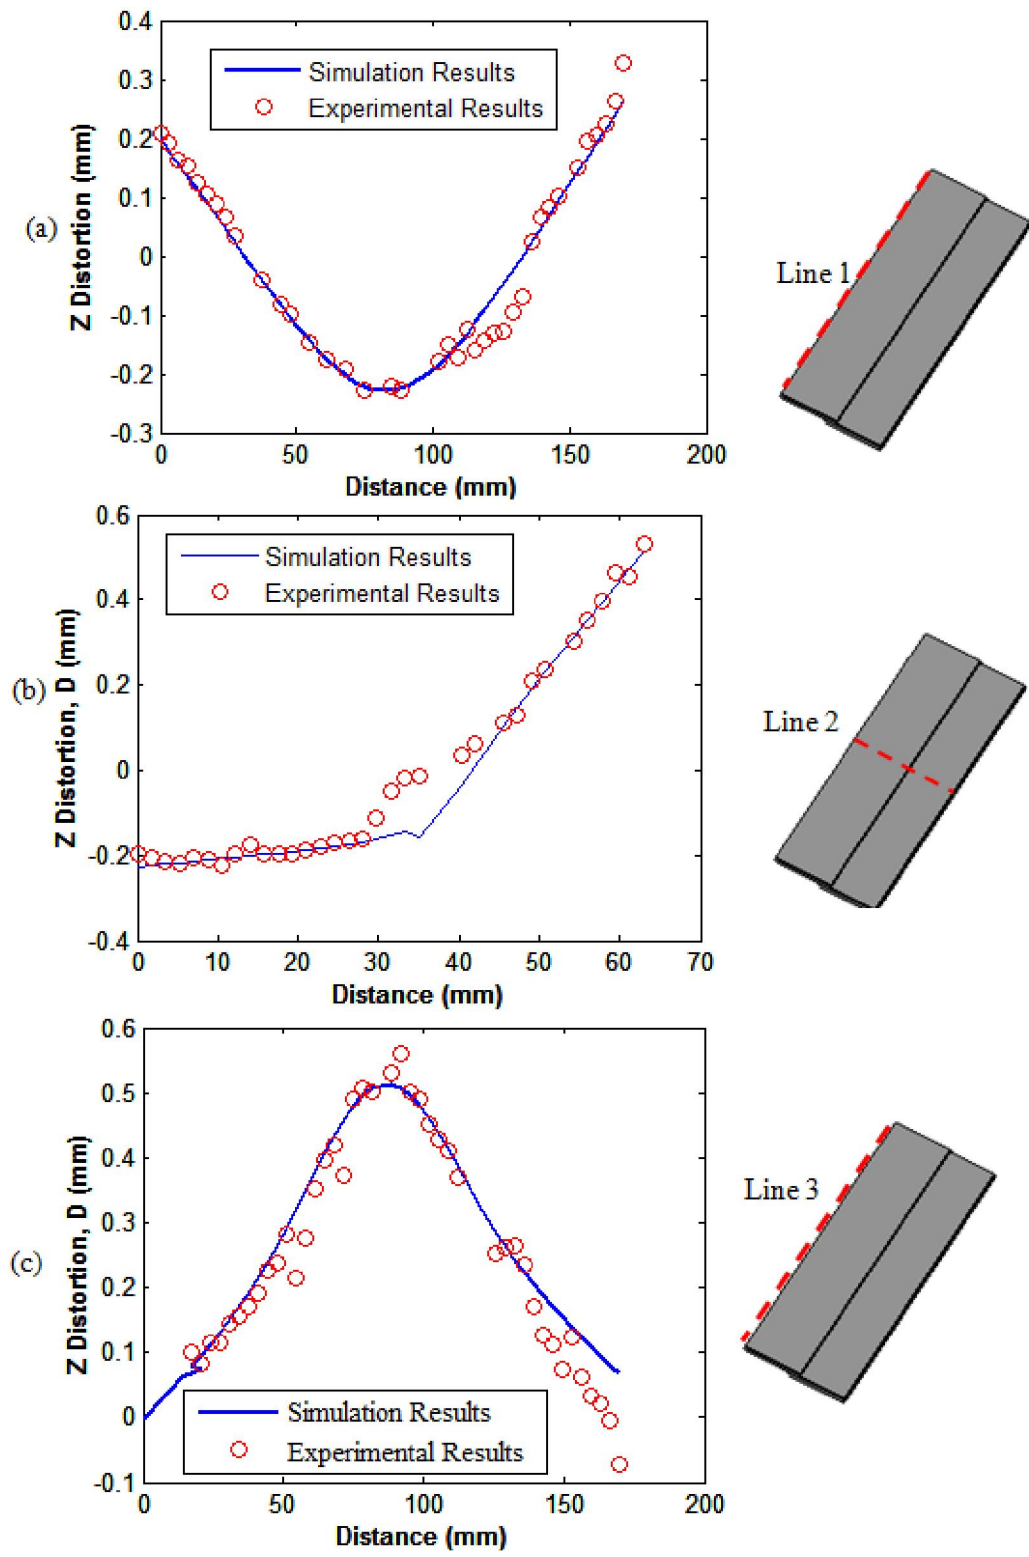 0.4
0.3
0.2
0.1
0
-0.1
-0.2
-0.3
Z Distortion (mm)
(a)
Simulation Results
Experimental Results
0 50 100 150 200
Distance (mm)
Line 1
0.6
0.4
0.2
0
-0.2
-0.4
Z Distortion, D (mm)
(b)
Simulation Results
Experimental Results
0 10 20 30 40 50 60 70
Distance (mm)
Line 2
0.6
0.5
0.4
0.3
0.2
0.1
0
-0.1
Z Distortion, D (mm)
(c)
Simulation Results
Experimental Results
0 50 100 150 200
Distance (mm)
Line 3